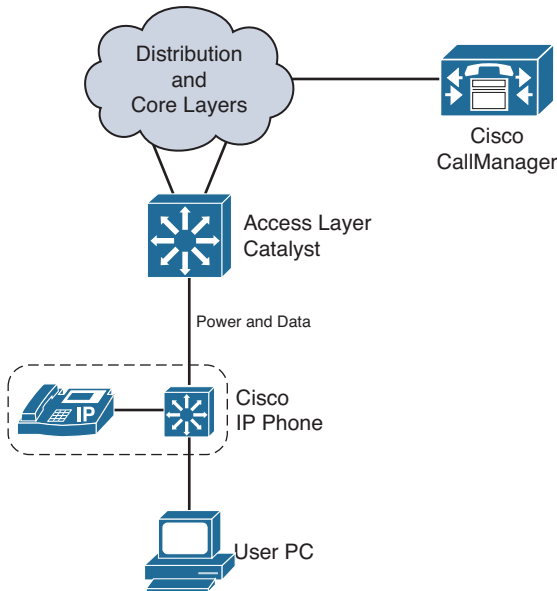 Distribution
and
Core Layers
Cisco
CallManager
Access Layer
Catalyst
Power and Data
IP
Cisco
IP Phone
User PC